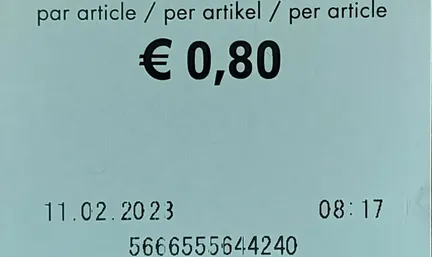 par article / per artikel / per article
€ 0,80
11.02.2023 08:17
5666555644240